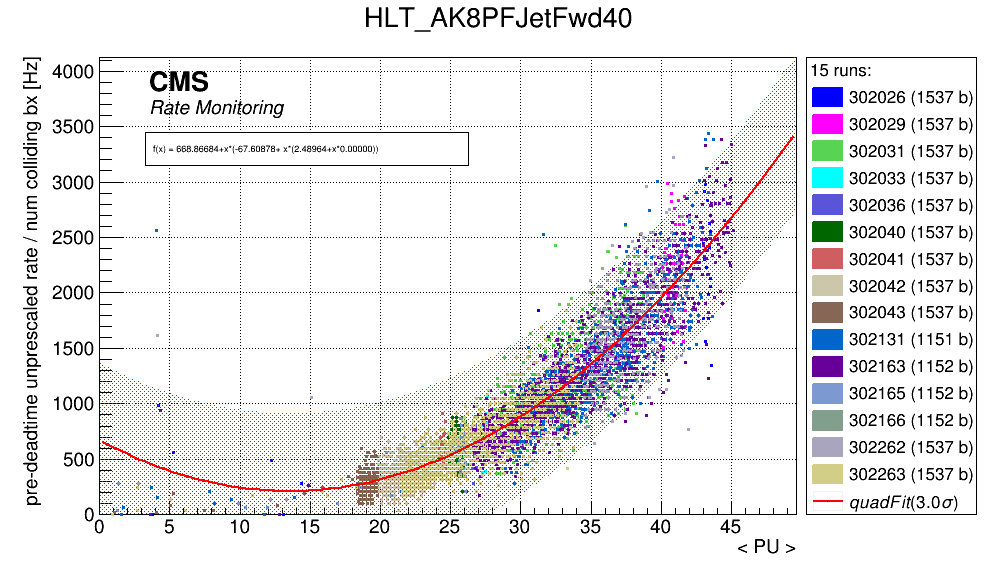 HLT_AK8PFJetFwd40
pre-deadtime unprescaled rate / num colliding bx [Hz]
CMS
Rate Monitoring
f(x) = 668.86684+x*(-67.60878+ x*(2.48964+x*0.00000))
4000
3500
3000
2500
2000
1500
1000
500
0
0 5 10 15 20 25 30 35 40 45
< PU >
15 runs:
302026 (1537 b)
302029 (1537 b)
302031 (1537 b)
302033 (1537 b)
302036 (1537 b)
302040 (1537 b)
302041 (1537 b)
302042 (1537 b)
302043 (1537 b)
302131 (1151 b)
302163 (1152 b)
302165 (1152 b)
302166 (1152 b)
302262 (1537 b)
302263 (1537 b)
quadFit(3.0σ)